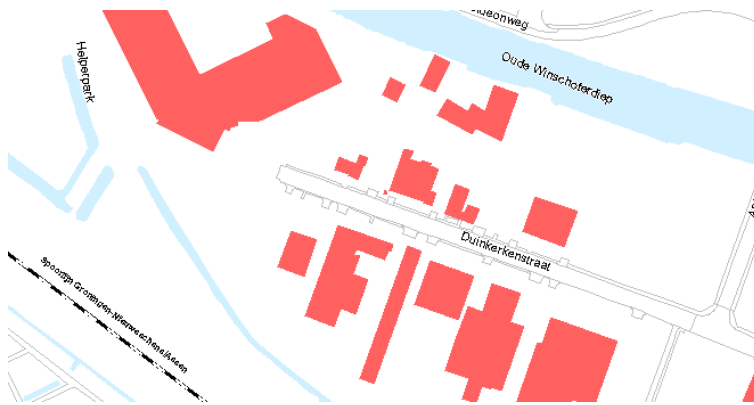 Oude Winschoterdiep
Helperpark
Duinkerkenstraat
Spoorlijn Groningen-Nieuweschans/Assen